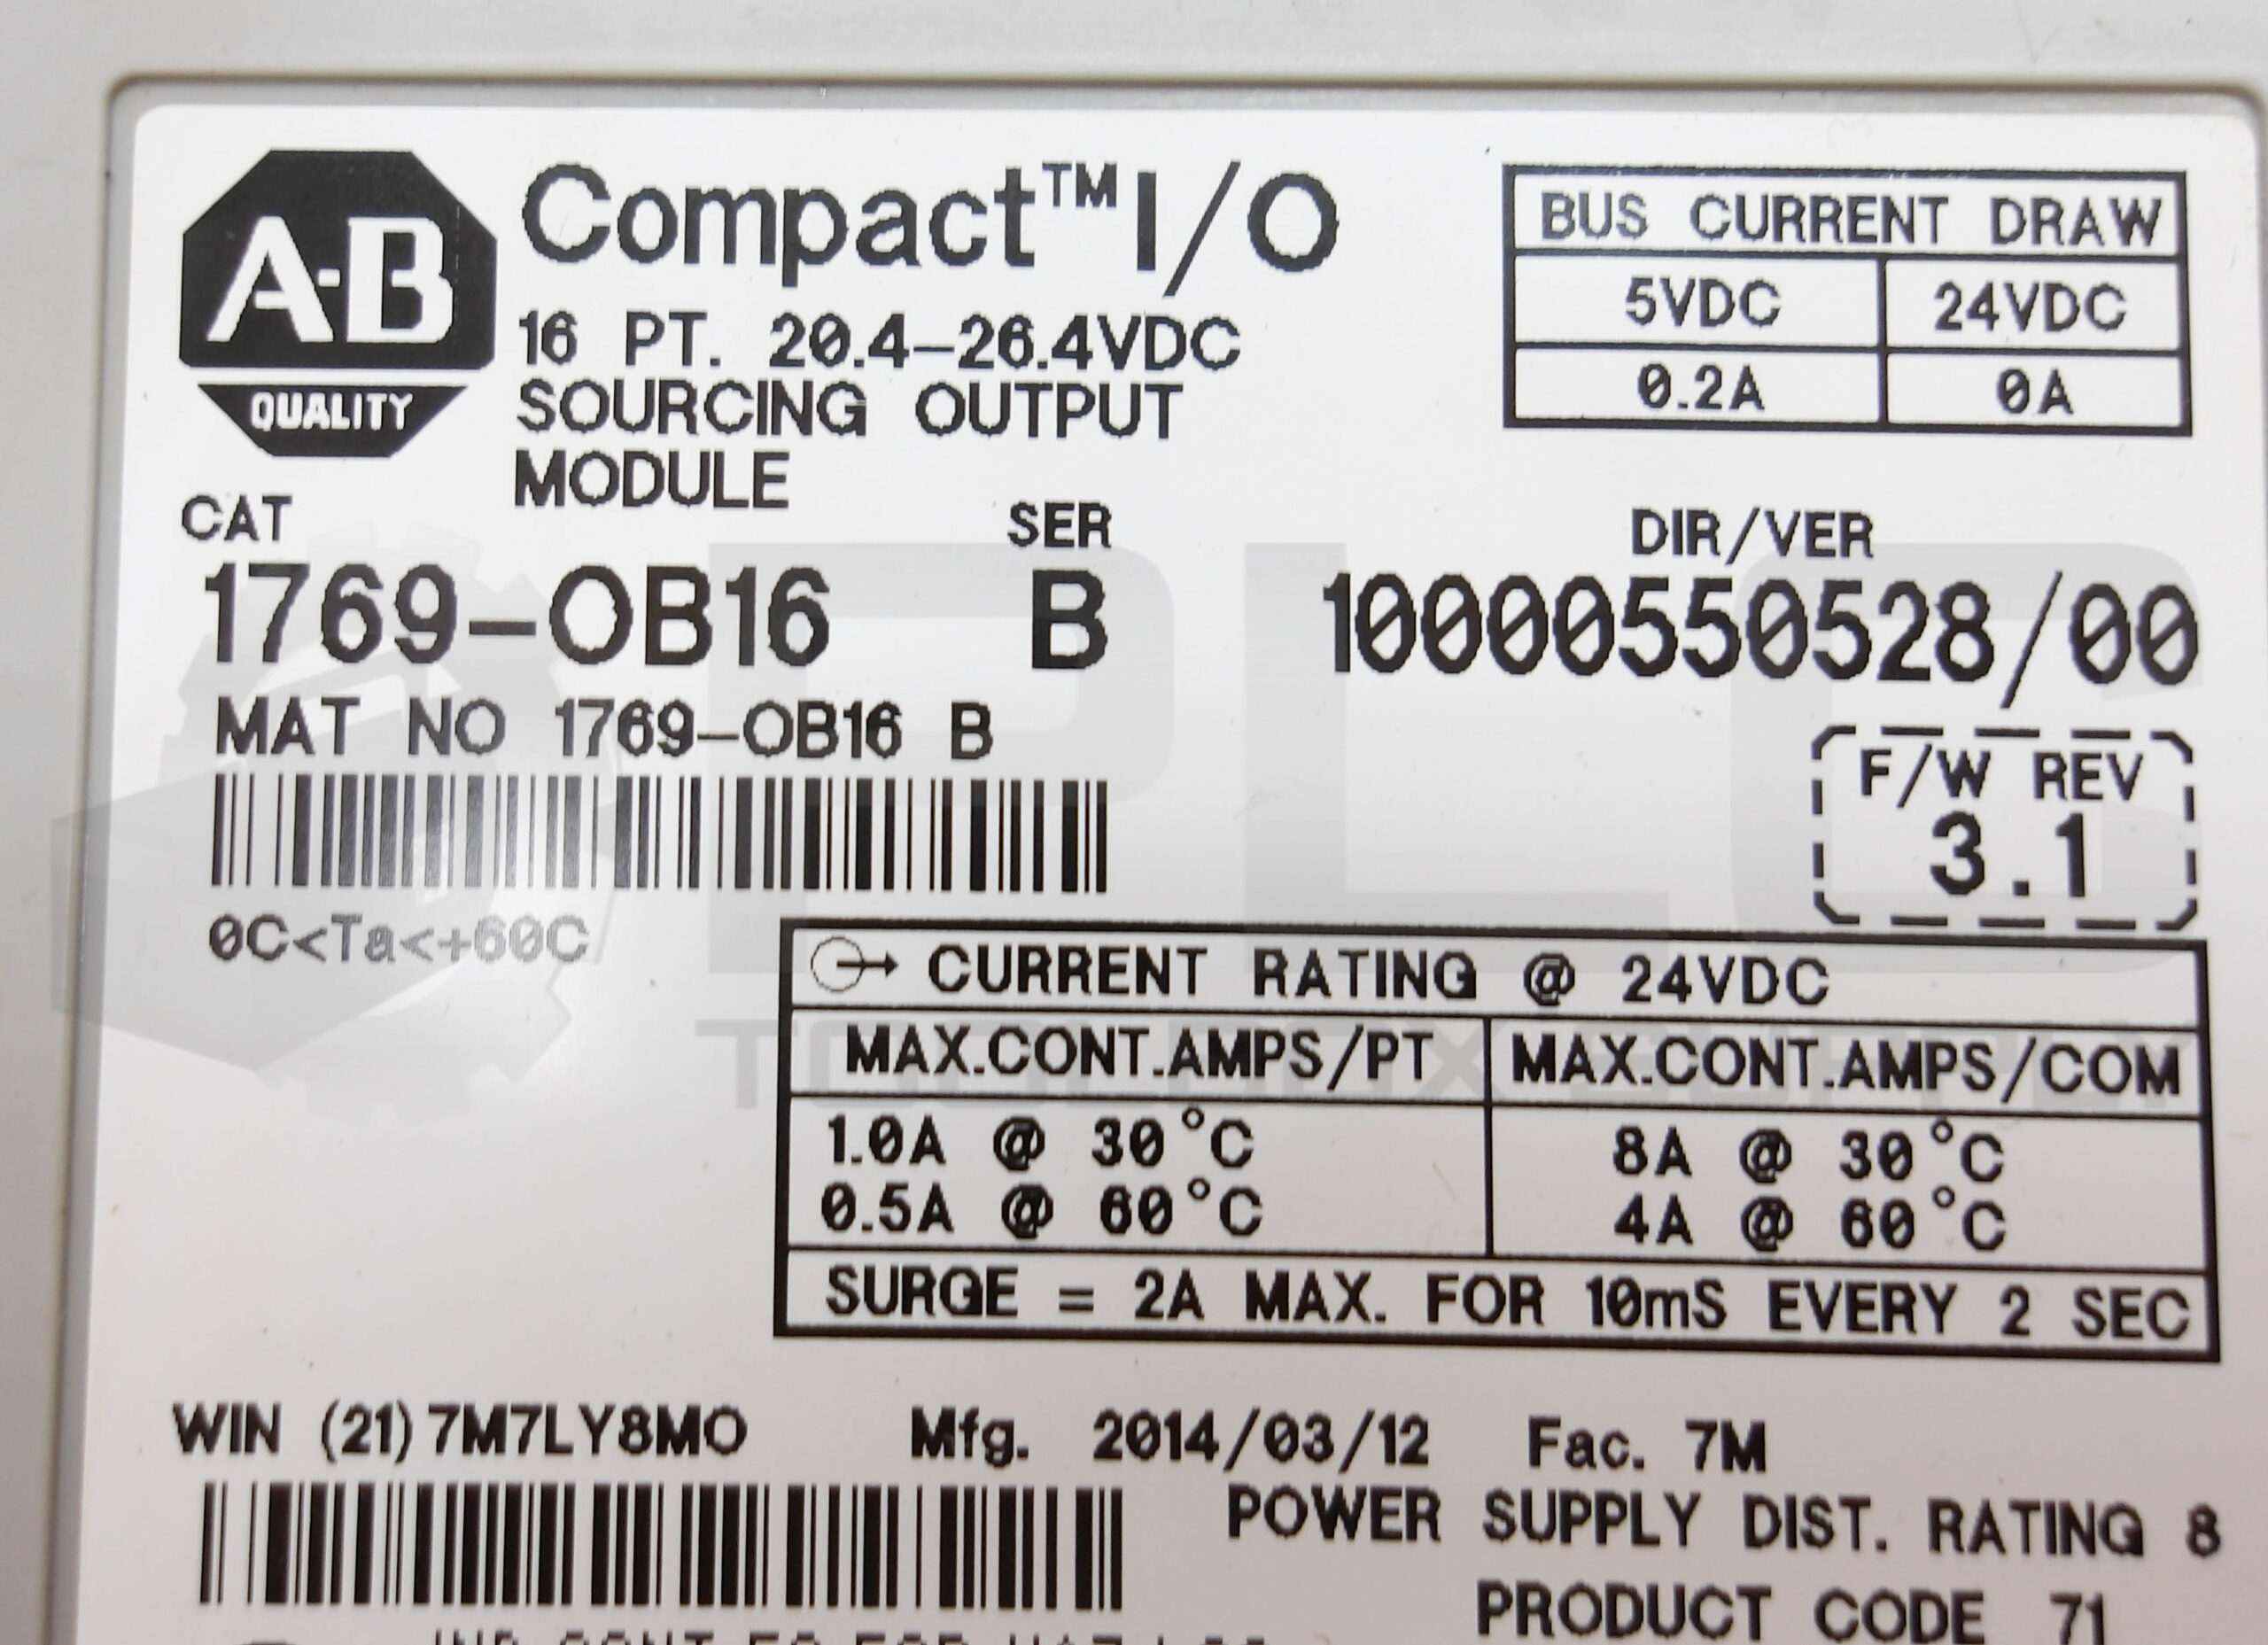 A-B
QUALITY
Compact™ I/O
16 PT. 20.4-26.4VDC
SOURCING OUTPUT
MODULE
BUS CURRENT DRAW
5VDC 24VDC
0.2A 0A
CAT SER DIR/VER
1769-OB16 B 10000550528/00
MAT NO 1769-OB16 B
F/W REV
3.1
0C<Ta<+60C
CURRENT RATING @ 24VDC
MAX.CONT.AMPS/PT MAX.CONT.AMPS/COM
1.0A @ 30°C 8A @ 30°C
0.5A @ 60°C 4A @ 60°C
SURGE = 2A MAX. FOR 10mS EVERY 2 SEC
WIN (21)7M7LY8MO Mfg. 2014/03/12 Fac. 7M
POWER SUPPLY DIST. RATING 8
PRODUCT CODE 71
PLC